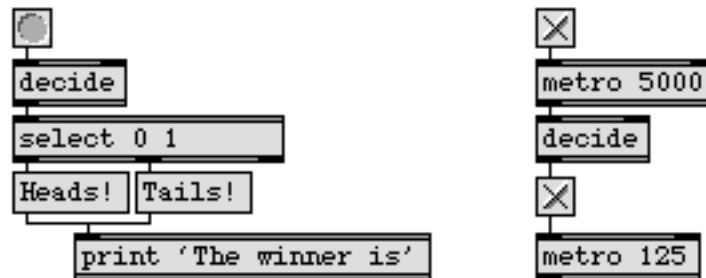 decide
select 0 1
Heads!
Tails!
print ‘The winner is’
metro 5000
decide
metro 125